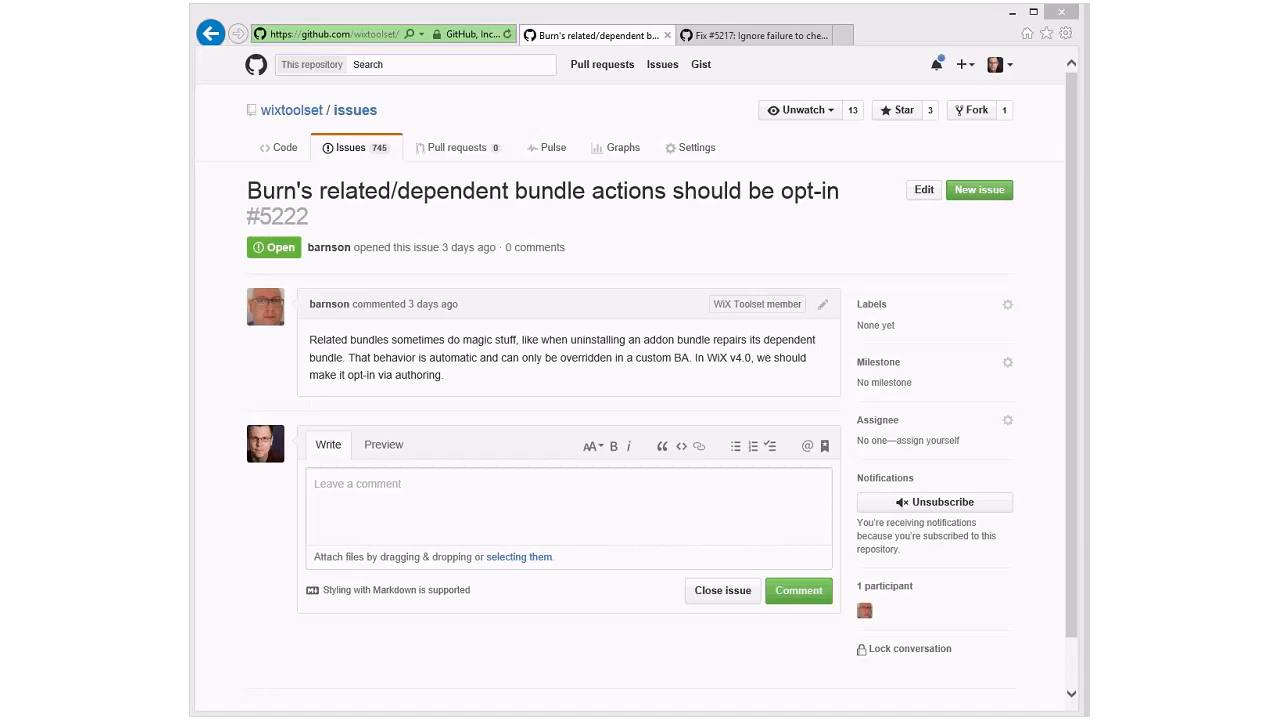 https://github.com/wixtoolset/ GitHub, Inc... Burn's related/dependent b... Fix #5217: Ignore failure to che...
This repository Search Pull requests Issues Gist
wixtoolset / issues Unwatch 13 Star 3 Fork 1
Code Issues 745 Pull requests 0 Pulse Graphs Settings
Burn's related/dependent bundle actions should be opt-in Edit New issue
#5222
Open barnson opened this issue 3 days ago · 0 comments
barnson commented 3 days ago WiX Toolset member
Related bundles sometimes do magic stuff, like when uninstalling an addon bundle repairs its dependent
bundle. That behavior is automatic and can only be overridden in a custom BA. In WiX v4.0, we should
make it opt-in via authoring.
Labels
None yet
Milestone
No milestone
Assignee
No one—assign yourself
Write Preview AA B i
Leave a comment
Attach files by dragging & dropping or selecting them.
Styling with Markdown is supported Close issue Comment
Notifications
Unsubscribe
You're receiving notifications
because you're subscribed to this
repository.
1 participant
Lock conversation